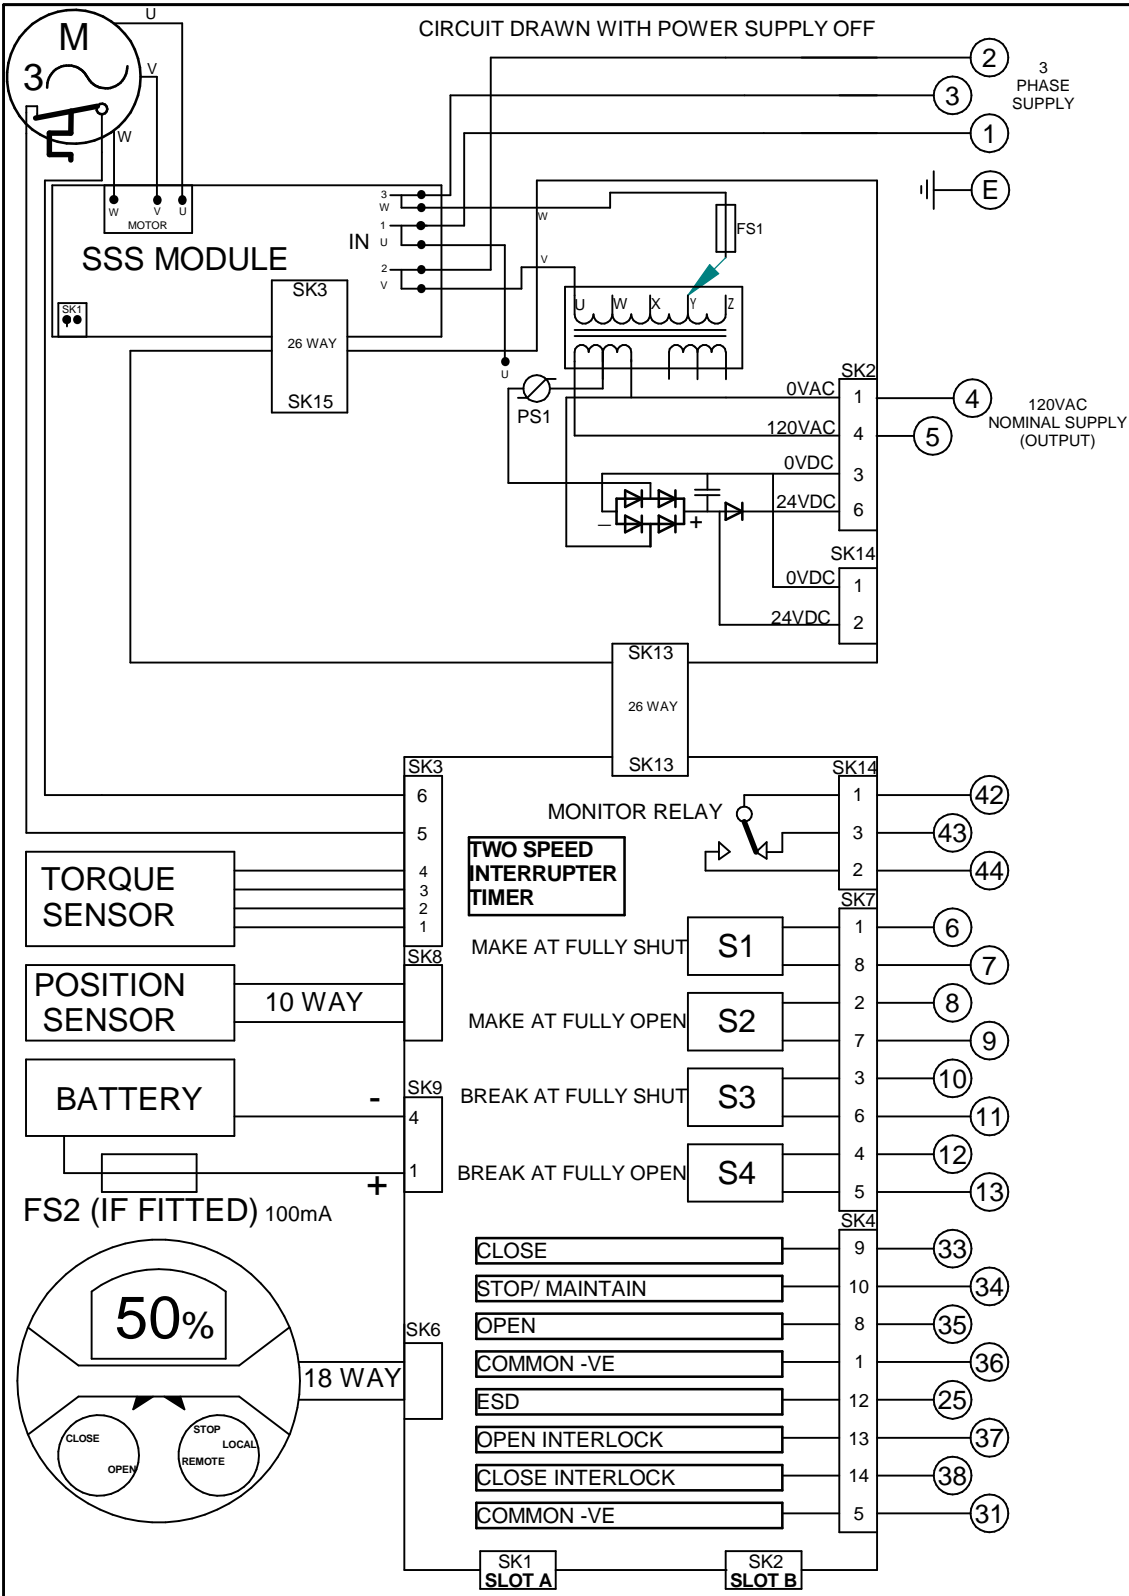 CIRCUIT DRAWN WITH POWER SUPPLY OFF
M
3
U
V
W
2
3
1
3
PHASE
SUPPLY
E
W V U
MOTOR
SSS MODULE
IN
3
W
1
U
2
V
W
V
U
FS1
SK1
SK3
26 WAY
SK15
U W X Y Z
PS1
SK2
0VAC 1 4
120VAC 4 5
120VAC
NOMINAL SUPPLY
(OUTPUT)
0VDC 3
24VDC 6
− +
SK14
0VDC 1
24VDC 2
SK13
26 WAY
SK13
SK3
6
5
4
3
2
1
TORQUE
SENSOR
TWO SPEED
INTERRUPTER
TIMER
MONITOR RELAY
SK14
1 42
3 43
2 44
SK7
MAKE AT FULLY SHUT S1
1 6
8 7
MAKE AT FULLY OPEN S2
2 8
7 9
BREAK AT FULLY SHUT S3
3 10
6 11
BREAK AT FULLY OPEN S4
4 12
5 13
POSITION
SENSOR
10 WAY
SK8
BATTERY
-
+
SK9
4
1
FS2 (IF FITTED) 100mA
50%
CLOSE
OPEN
STOP
LOCAL
REMOTE
18 WAY
SK6
SK4
CLOSE 9 33
STOP/ MAINTAIN 10 34
OPEN 8 35
COMMON -VE 1 36
ESD 12 25
OPEN INTERLOCK 13 37
CLOSE INTERLOCK 14 38
COMMON -VE 5 31
SK1
SLOT A
SK2
SLOT B